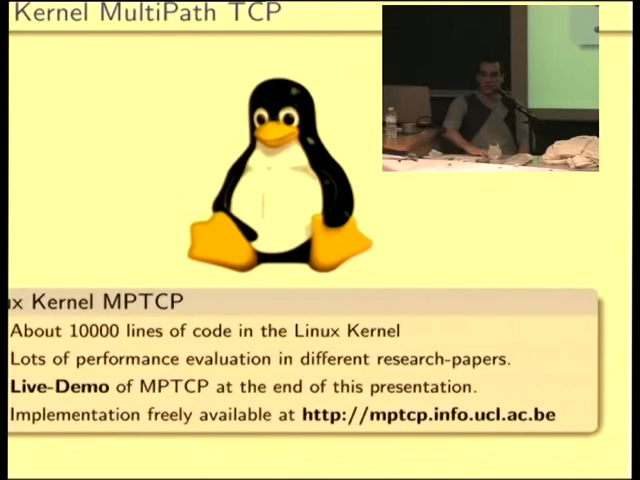 Kernel MultiPath TCP
ux Kernel MPTCP
About 10000 lines of code in the Linux Kernel
Lots of performance evaluation in different research-papers.
Live-Demo of MPTCP at the end of this presentation.
Implementation freely available at http://mptcp.info.ucl.ac.be